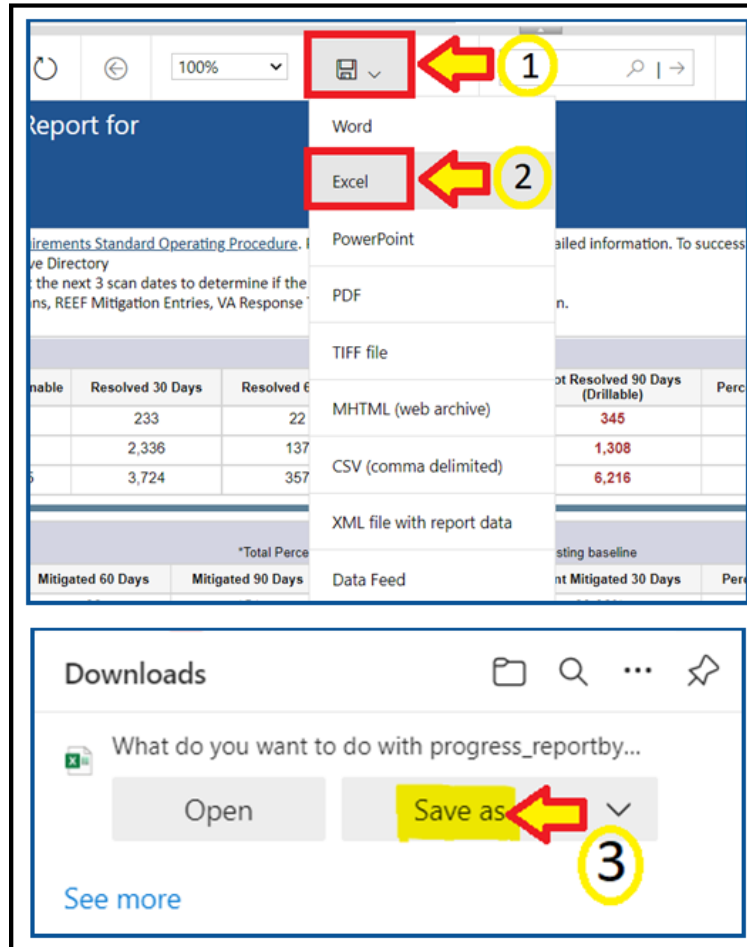 100%
1
| →
Report for
Word
Excel
2
PowerPoint
PDF
TIFF file
MHTML (web archive)
CSV (comma delimited)
XML file with report data
Data Feed
Requirements Standard Operating Procedure.
ailed information. To success
ve Directory
the next 3 scan dates to determine if the
ns, REEF Mitigation Entries, VA Response
n.
nable Resolved 30 Days Resolved 6 ot Resolved 90 Days (Drillable) Perc
233 22 345
2,336 137 1,308
5 3,724 357 6,216
*Total Perce sting baseline
Mitigated 60 Days Mitigated 90 Days nt Mitigated 30 Days Per
Downloads
What do you want to do with progress_reportby...
Open Save as
3
See more